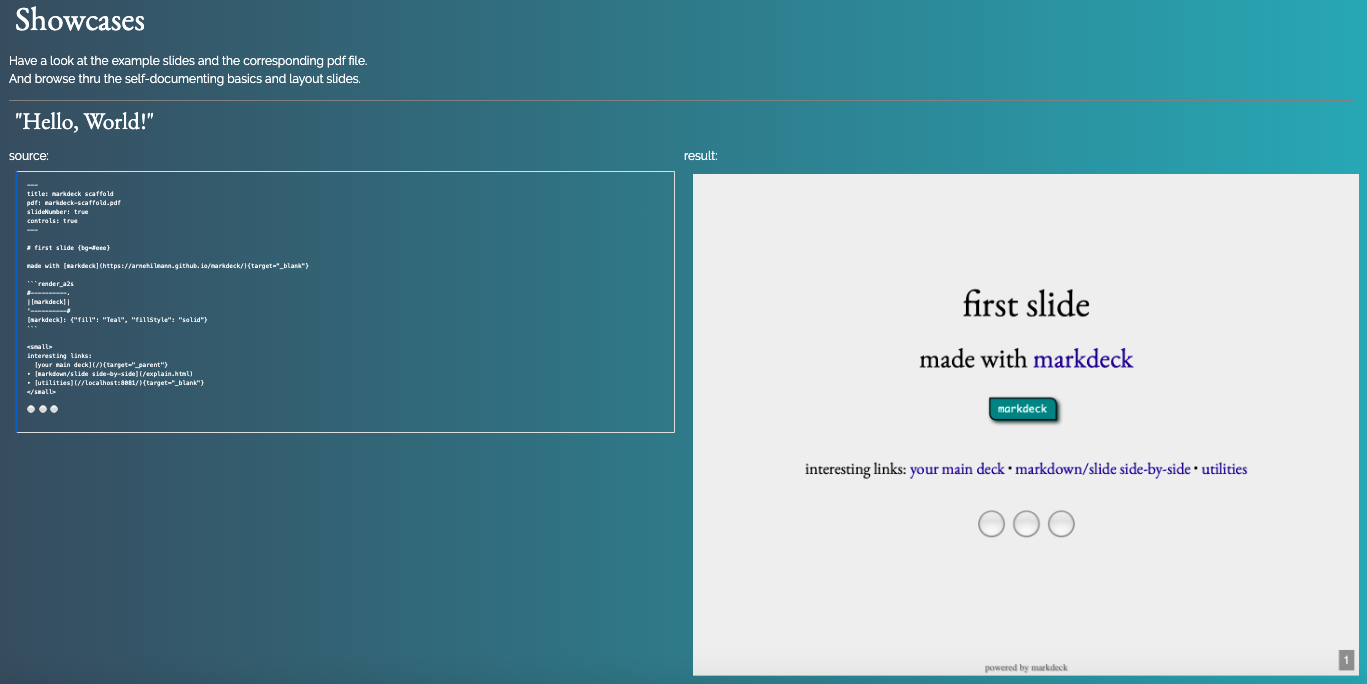 Showcases
Have a look at the example slides and the corresponding pdf file.
And browse thru the self-documenting basics and layout slides.
"Hello, World!"
source:
---
title: markdeck scaffold
pdf: markdeck-scaffold.pdf
slideNumber: true
controls: true
---
# first slide {bg=#eee}
made with [markdeck](https://arnehilmann.github.io/markdeck/){target="_blank"}
```render_a2s
#----------.
|[markdeck]|
'----------#
[markdeck]: {"fill": "Teal", "fillStyle": "solid"}
```
<small>
interesting links:
[your main deck](/){target="_parent"}
• [markdown/slide side-by-side](/explain.html)
• [utilities](//localhost:8081/){target="_blank"}
</small>
⚪⚪⚪
result:
first slide
made with markdeck
markdeck
interesting links: your main deck • markdown/slide side-by-side • utilities
⚪⚪⚪
powered by markdeck
1